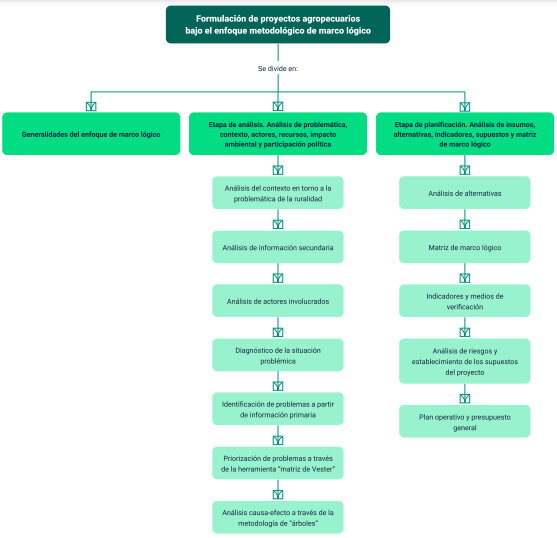 Formulación de proyectos agropecuarios
bajo el enfoque metodológico de marco lógico
Se divide en:
Generalidades del enfoque de marco lógico
Etapa de análisis. Análisis de problemática,
contexto, actores, recursos, impacto
ambiental y participación política
Etapa de planificación. Análisis de insumos,
alternativas, indicadores, supuestos y matriz
de marco lógico
Análisis del contexto en torno a la
problemática de la ruralidad
Análisis de información secundaria
Análisis de actores involucrados
Diagnóstico de la situación
problémica
Identificación de problemas a partir
de información primaria
Priorización de problemas a través
de la herramienta “matriz de Vester”
Análisis causa-efecto a través de la
metodología de “árboles”
Análisis de alternativas
Matriz de marco lógico
Indicadores y medios de
verificación
Análisis de riesgos y
establecimiento de los supuestos
del proyecto
Plan operativo y presupuesto
general